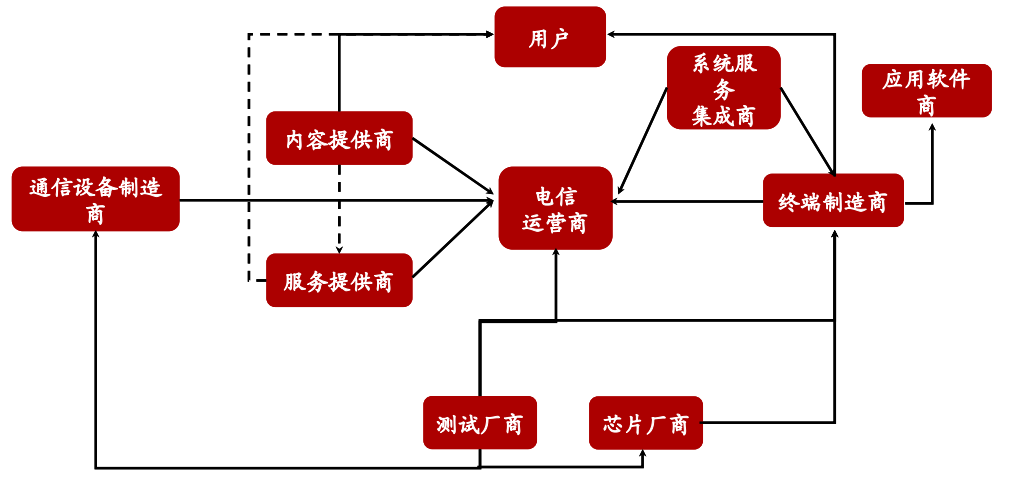 用户
系统服
务
集成商
应用软件
商
内容提供商
通信设备制造
商
电信
运营商
终端制造商
服务提供商
测试厂商
芯片厂商